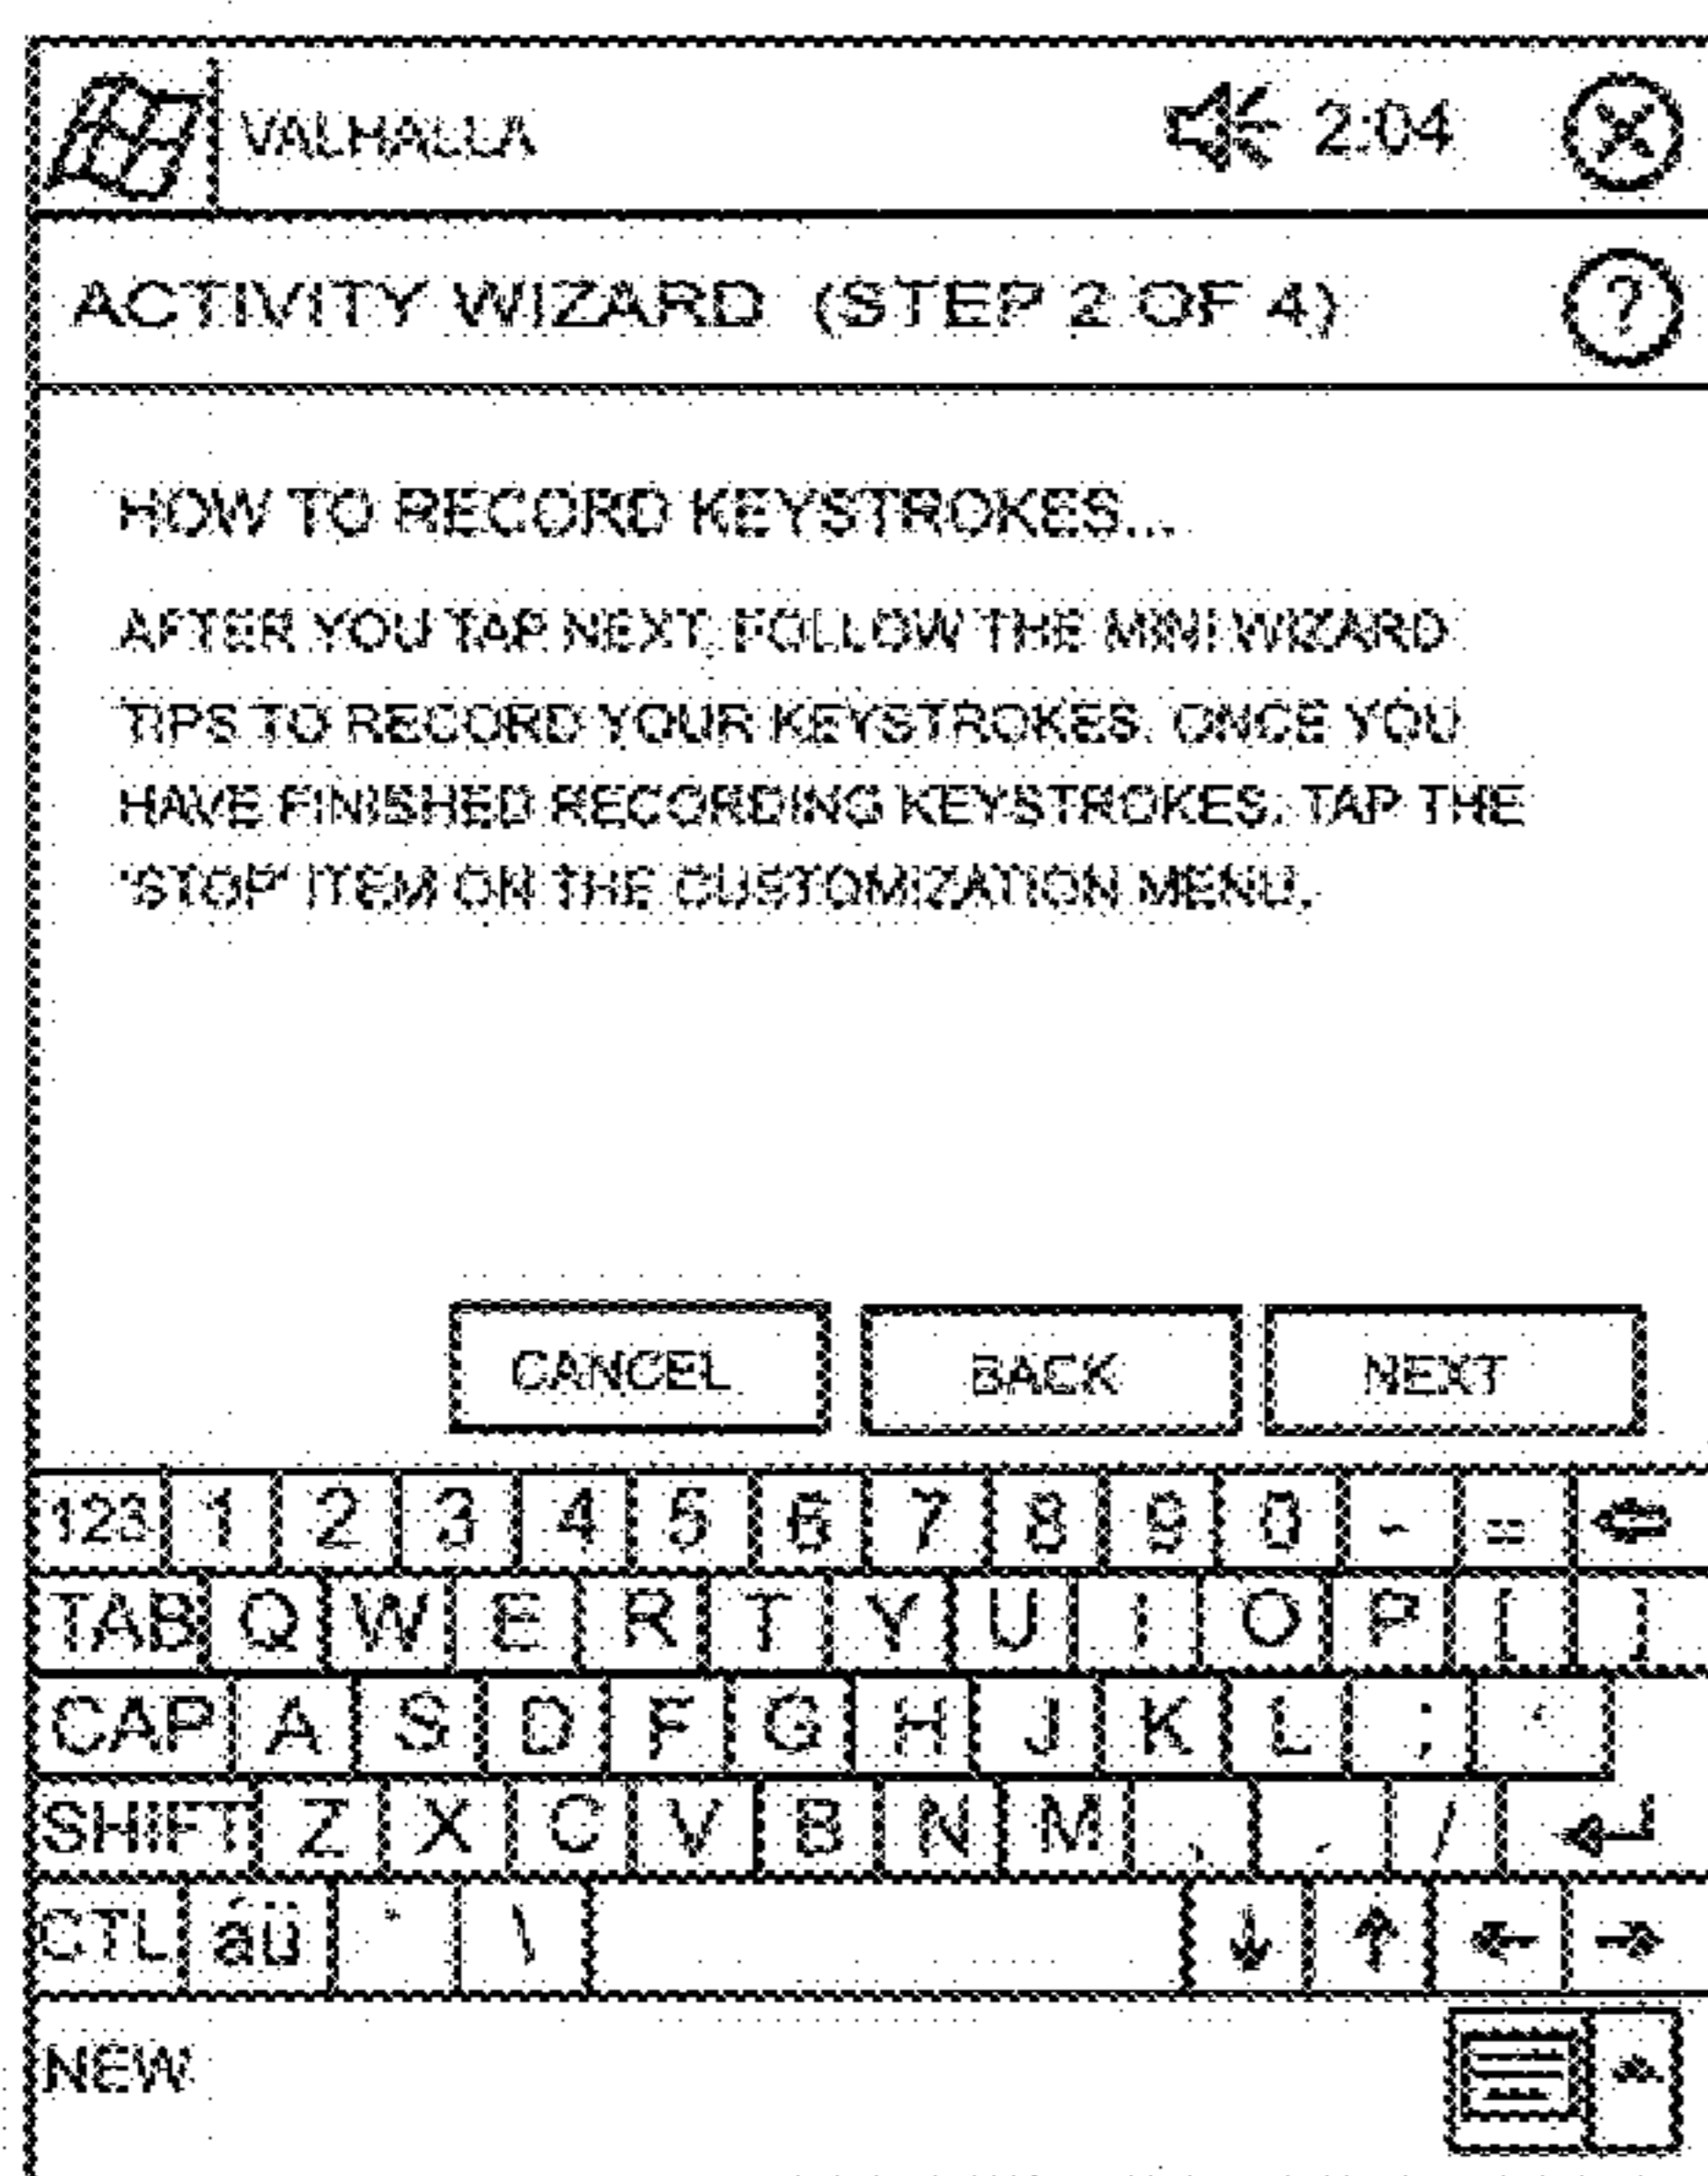 VALHALLA 2:04
ACTIVITY WIZARD (STEP 2 OF 4) ?
HOW TO RECORD KEYSTROKES...
AFTER YOU TAP NEXT, FOLLOW THE MINI WIZARD
TIPS TO RECORD YOUR KEYSTROKES. ONCE YOU
HAVE FINISHED RECORDING KEYSTROKES, TAP THE
'STOP' ITEM ON THE CUSTOMIZATION MENU.
CANCEL BACK NEXT
123 1 2 3 4 5 6 7 8 9 0 - =
TAB Q W E R T Y U I O P [ ]
CAP A S D F G H J K L ; '
SHIFT Z X C V B N M , . /
CTL áü ` \ ↓ ↑ ← →
NEW